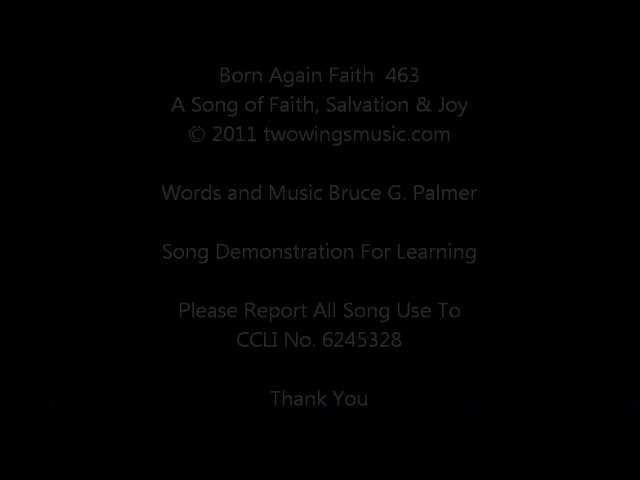 Born Again Faith  463
A Song of Faith, Salvation & Joy
© 2011 twowingsmusic.com
Words and Music Bruce G. Palmer
Song Demonstration For Learning
Please Report All Song Use To
CCLI No. 6245328
Thank You